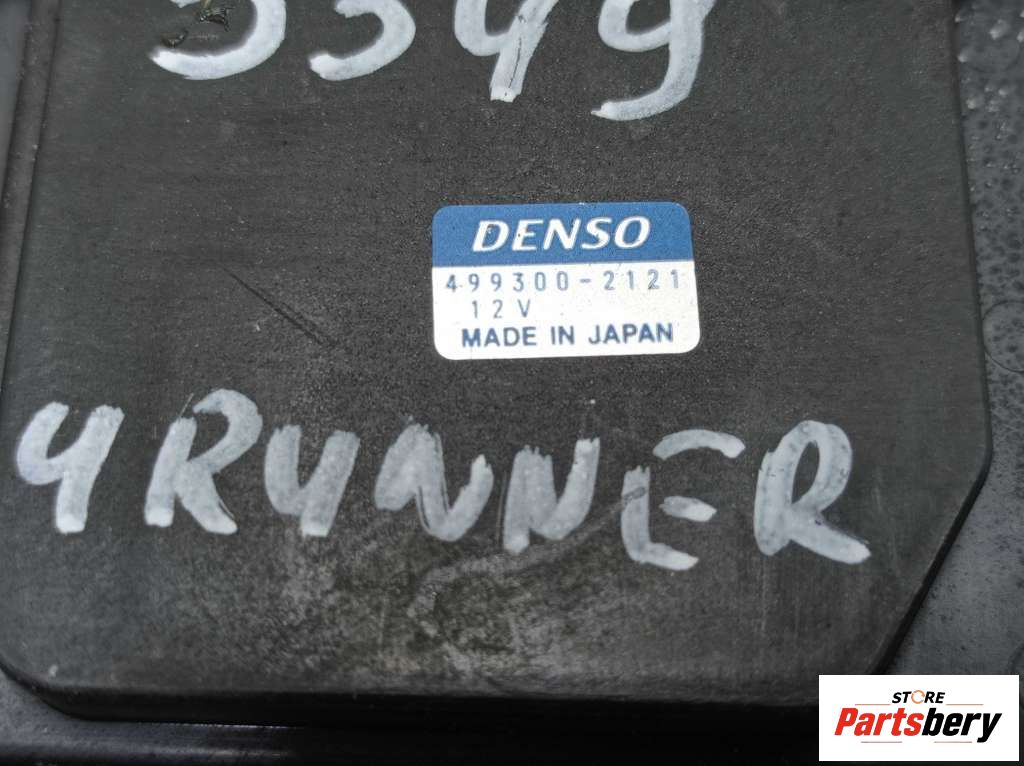 DENSO
499300-2121
12V
MADE IN JAPAN
4RUNNER
STORE
Partsbery